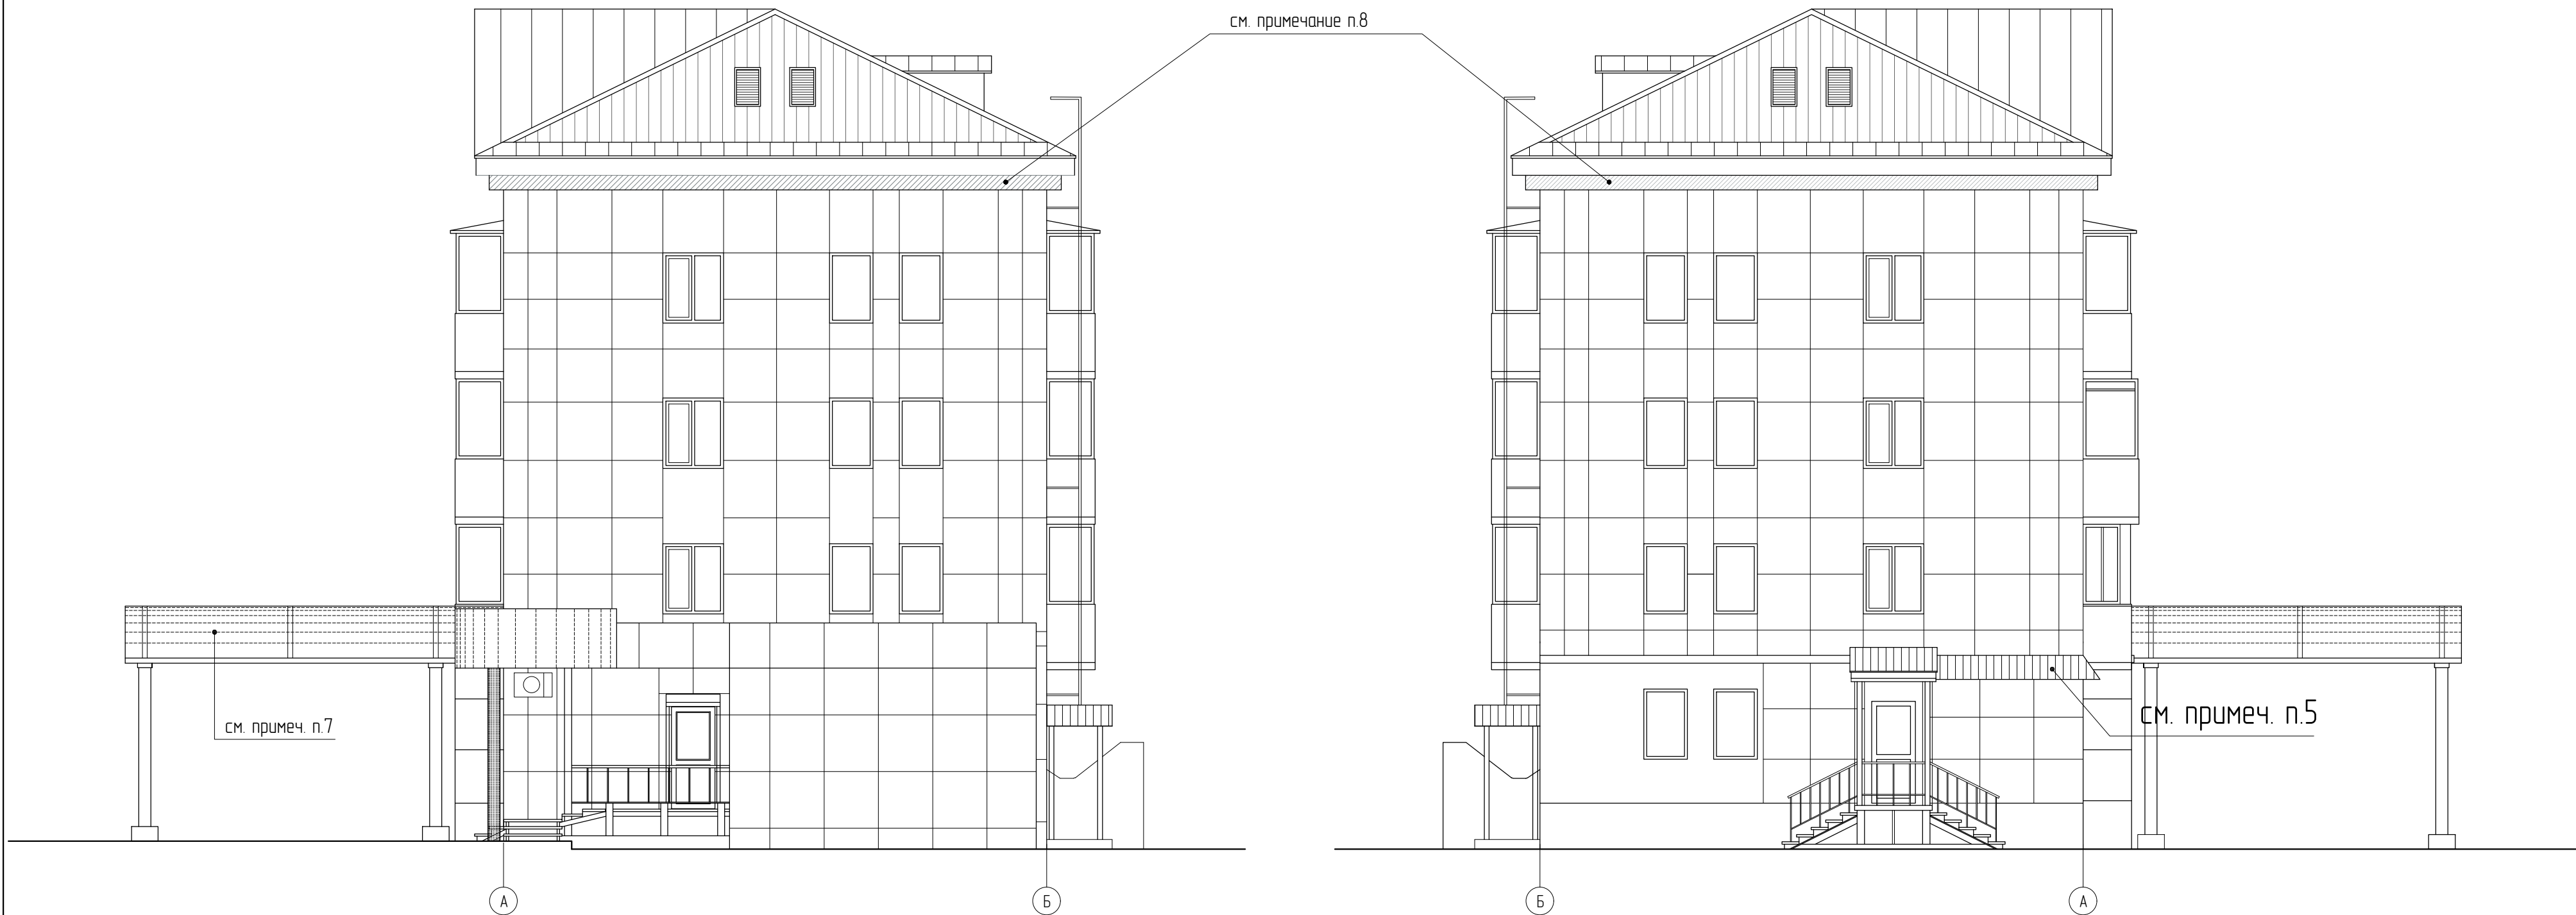 см. примечание п.8
см. примеч. п.7
см. примеч. п.5
А
Б
Б
А